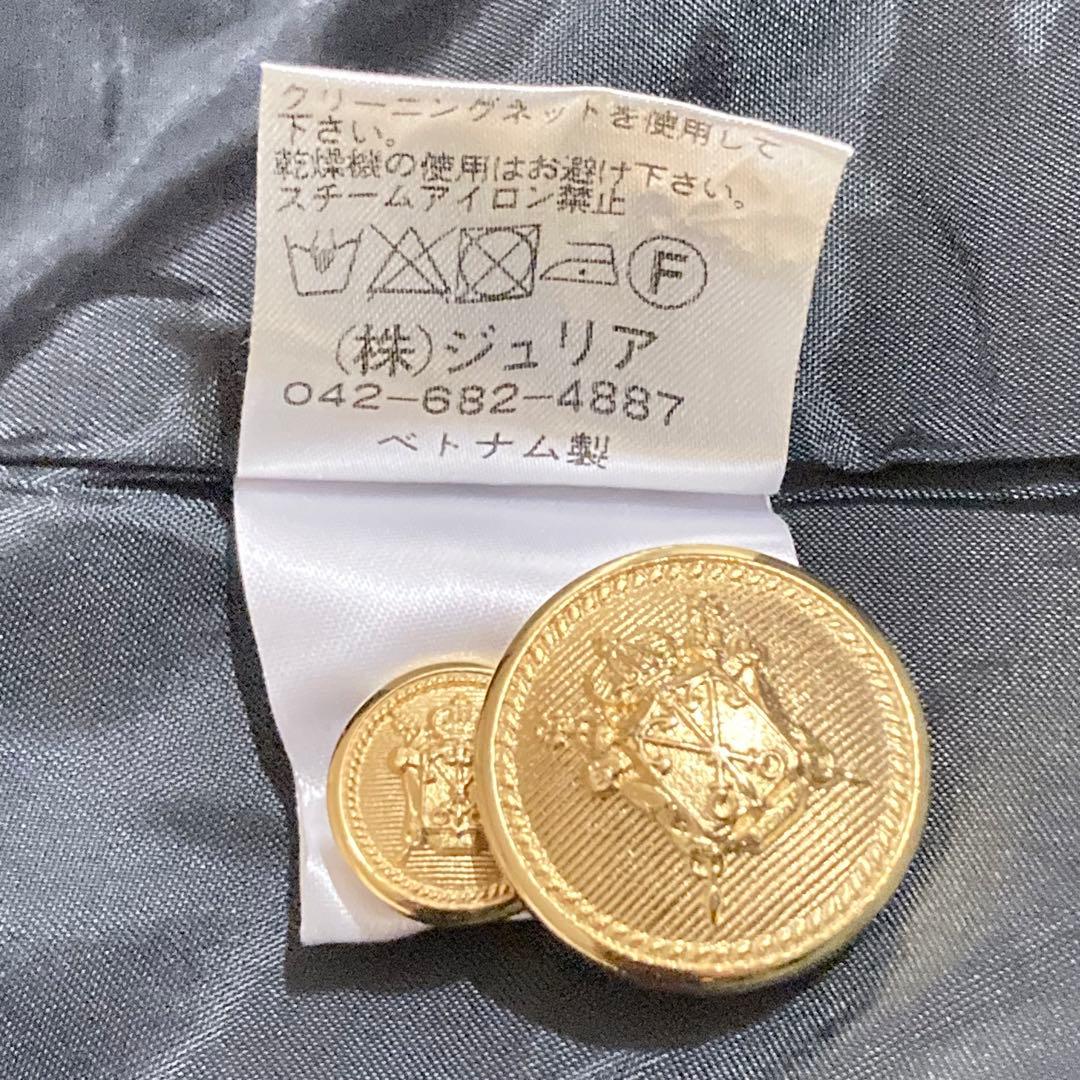 クリーニングネットを使用して
下さい。
乾燥機の使用はお避け下さい。
スチームアイロン禁止
F
(株)ジュリア
042-682-4887
ベトナム製